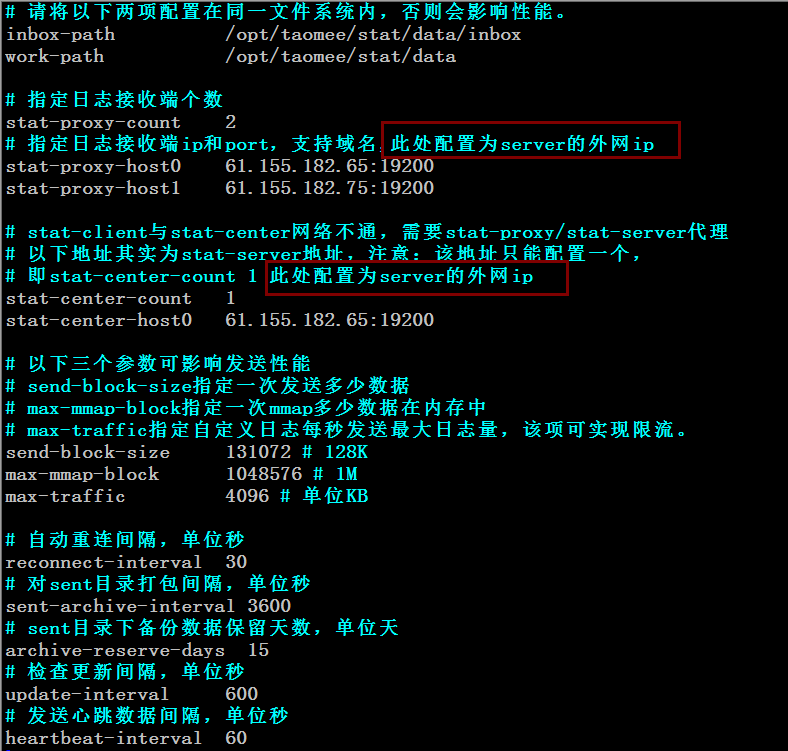 # 请将以下两项配置在同一文件系统内，否则会影响性能。
inbox-path /opt/taomee/stat/data/inbox
work-path /opt/taomee/stat/data
# 指定日志接收端个数
stat-proxy-count 2
# 指定日志接收端ip和port，支持域名，此处配置为server的外网ip
stat-proxy-host0 61.155.182.65:19200
stat-proxy-host1 61.155.182.75:19200
# stat-client与stat-center网络不通，需要stat-proxy/stat-server代理
# 以下地址其实为stat-server地址，注意：该地址只能配置一个，
# 即stat-center-count 1 此处配置为server的外网ip
stat-center-count 1
stat-center-host0 61.155.182.65:19200
# 以下三个参数可影响发送性能
# send-block-size指定一次发送多少数据
# max-mmap-block指定一次mmap多少数据在内存中
# max-traffic指定自定义日志每秒发送最大日志量，该项可实现限流。
send-block-size 131072 # 128K
max-mmap-block 1048576 # 1M
max-traffic 4096 # 单位KB
# 自动重连间隔，单位秒
reconnect-interval 30
# 对sent目录打包间隔，单位秒
sent-archive-interval 3600
# sent目录下备份数据保留天数，单位天
archive-reserve-days 15
# 检查更新间隔，单位秒
update-interval 600
# 发送心跳数据间隔，单位秒
heartbeat-interval 60